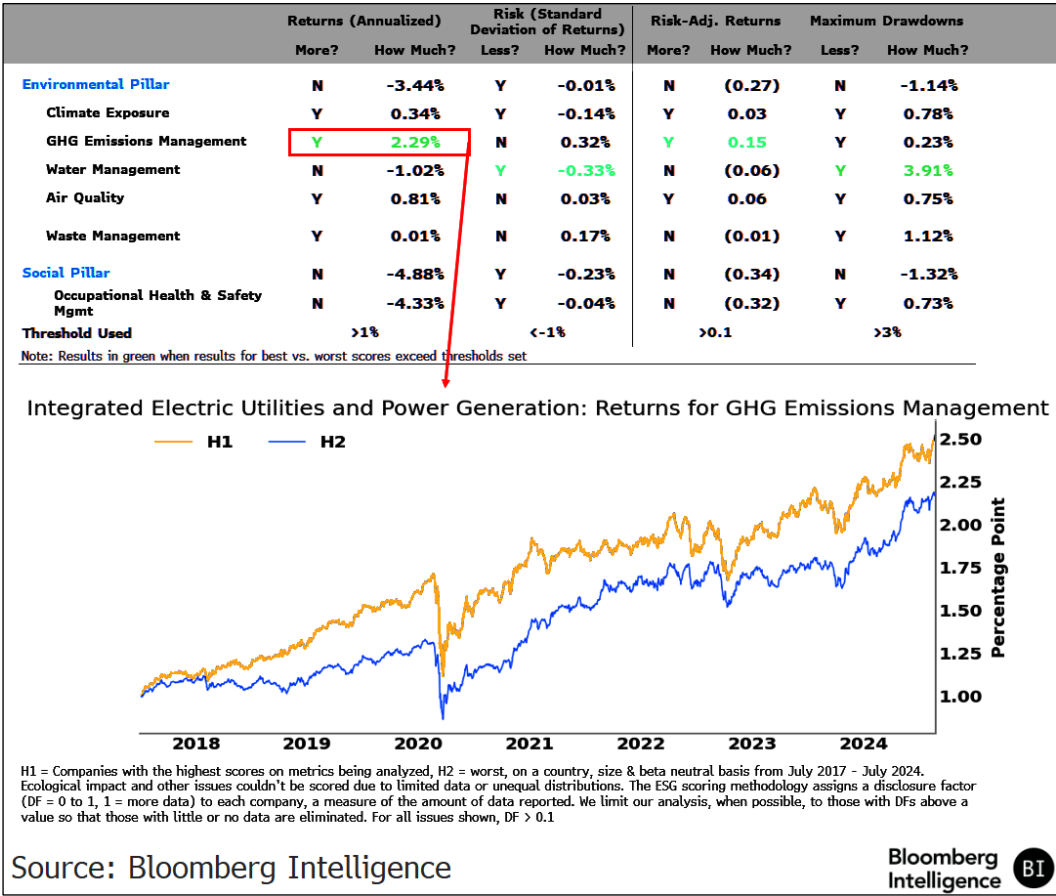 Returns (Annualized) Risk (Standard Deviation of Returns) Risk-Adj. Returns Maximum Drawdowns
More? How Much? Less? How Much? More? How Much? Less? How Much?
Environmental Pillar N -3.44% Y -0.01% N (0.27) N -1.14%
Climate Exposure Y 0.34% Y -0.14% Y 0.03 Y 0.78%
GHG Emissions Management Y 2.29% N 0.32% Y 0.15 Y 0.23%
Water Management N -1.02% Y -0.33% N (0.06) Y 3.91%
Air Quality Y 0.81% N 0.03% Y 0.06 Y 0.75%
Waste Management Y 0.01% N 0.17% N (0.01) Y 1.12%
Social Pillar N -4.88% Y -0.23% N (0.34) N -1.32%
Occupational Health & Safety Mgmt N -4.33% Y -0.04% N (0.32) Y 0.73%
Threshold Used >1% <-1% >0.1 >3%
Note: Results in green when results for best vs. worst scores exceed thresholds set
Integrated Electric Utilities and Power Generation: Returns for GHG Emissions Management
H1 H2
2.50
2.25
2.00
1.75
1.50
1.25
1.00
Percentage Point
2018 2019 2020 2021 2022 2023 2024
H1 = Companies with the highest scores on metrics being analyzed, H2 = worst, on a country, size & beta neutral basis from July 2017 - July 2024.
Ecological impact and other issues couldn't be scored due to limited data or unequal distributions. The ESG scoring methodology assigns a disclosure factor
(DF = 0 to 1, 1 = more data) to each company, a measure of the amount of data reported. We limit our analysis, when possible, to those with DFs above a
value so that those with little or no data are eliminated. For all issues shown, DF > 0.1
Source: Bloomberg Intelligence
Bloomberg
Intelligence
BI